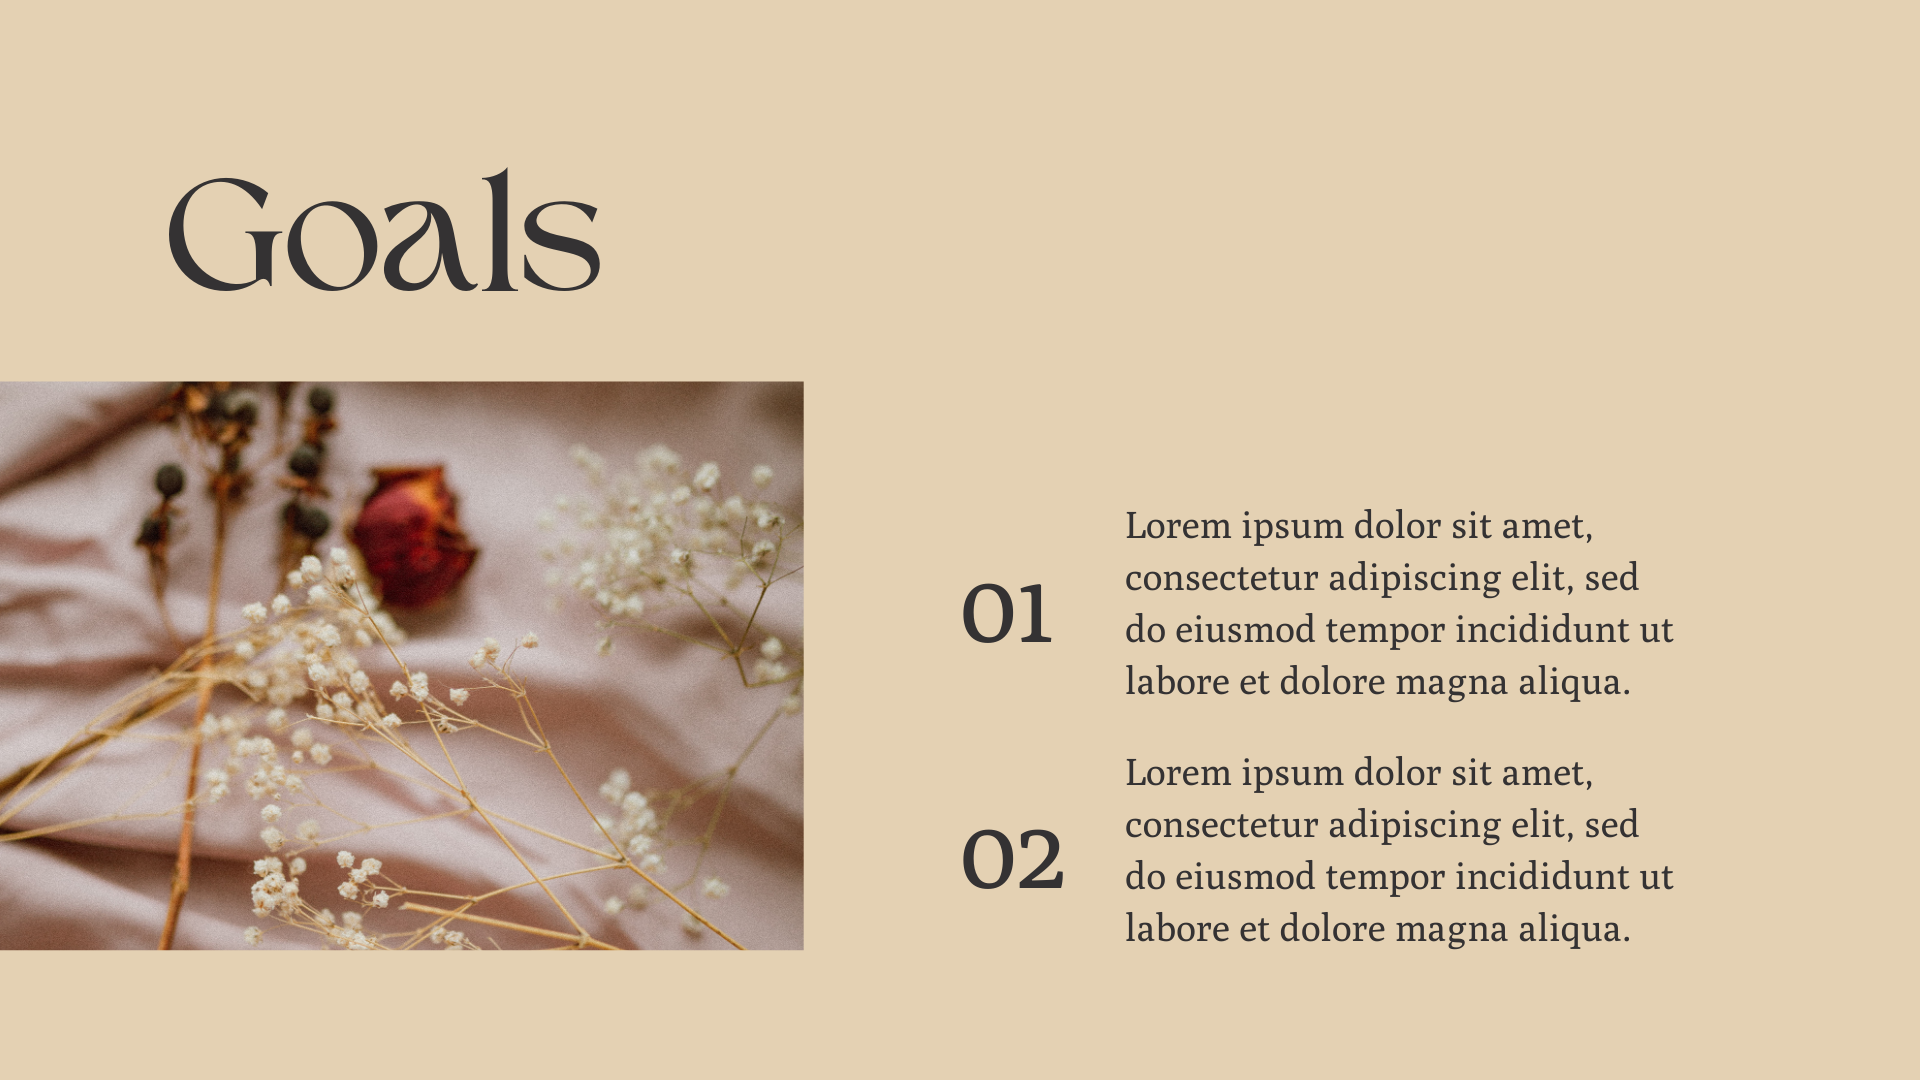 Goals
01
Lorem ipsum dolor sit amet,
consectetur adipiscing elit, sed
do eiusmod tempor incididunt ut
labore et dolore magna aliqua.
02
Lorem ipsum dolor sit amet,
consectetur adipiscing elit, sed
do eiusmod tempor incididunt ut
labore et dolore magna aliqua.